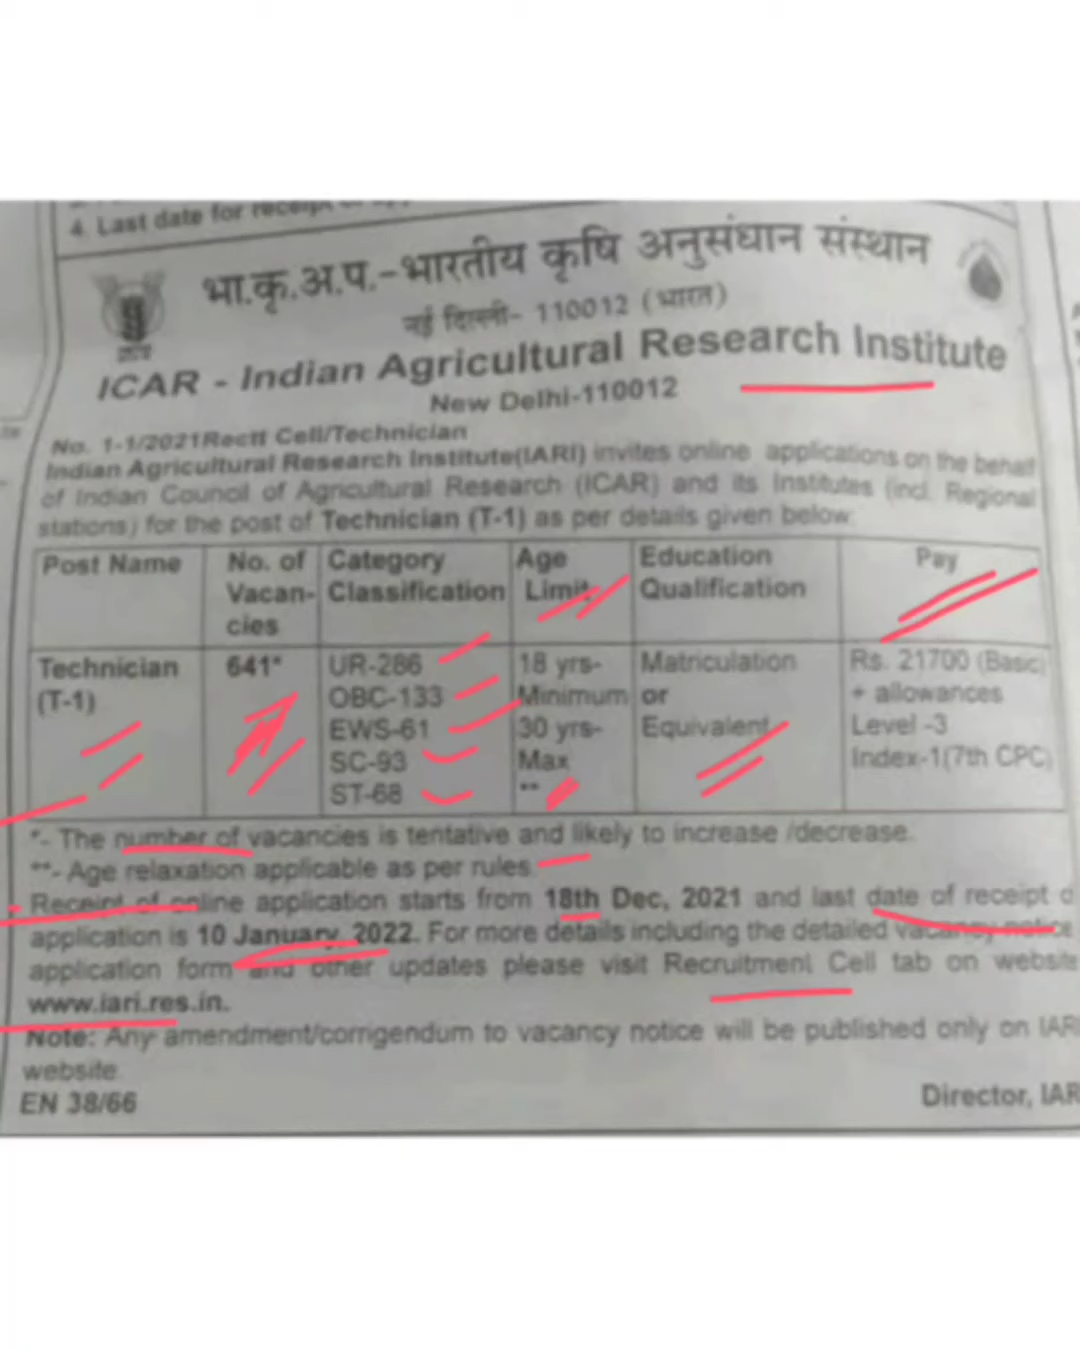 4. Last date for receipt of
भा.कृ.अ.प.-भारतीय कृषि अनुसंधान संस्थान
नई दिल्ली- 110012 (भारत)
ICAR - Indian Agricultural Research Institute
New Delhi-110012
No. 1-1/2021Rectt Cell/Technician
Indian Agricultural Research Institute(IARI) invites online applications on the behalf
of Indian Council of Agricultural Research (ICAR) and its Institutes (incl. Regional
stations) for the post of Technician (T-1) as per details given below:
Post Name No. of Category Age Education Pay
Vacan- Classification Limit Qualification
cies
Technician 641* UR-286 18 yrs- Matriculation Rs. 21700 (Basic)
(T-1) OBC-133 Minimum or + allowances
EWS-61 30 yrs- Equivalent Level -3
SC-93 Max Index-1(7th CPC)
ST-68 **
*- The number of vacancies is tentative and likely to increase /decrease.
**- Age relaxation applicable as per rules.
Receipt of online application starts from 18th Dec, 2021 and last date of receipt o
application is 10 January, 2022. For more details including the detailed vacancy notice,
application form and other updates please visit Recruitment Cell tab on website
www.iari.res.in.
Note: Any amendment/corrigendum to vacancy notice will be published only on IARI
website.
EN 38/66 Director, IARI